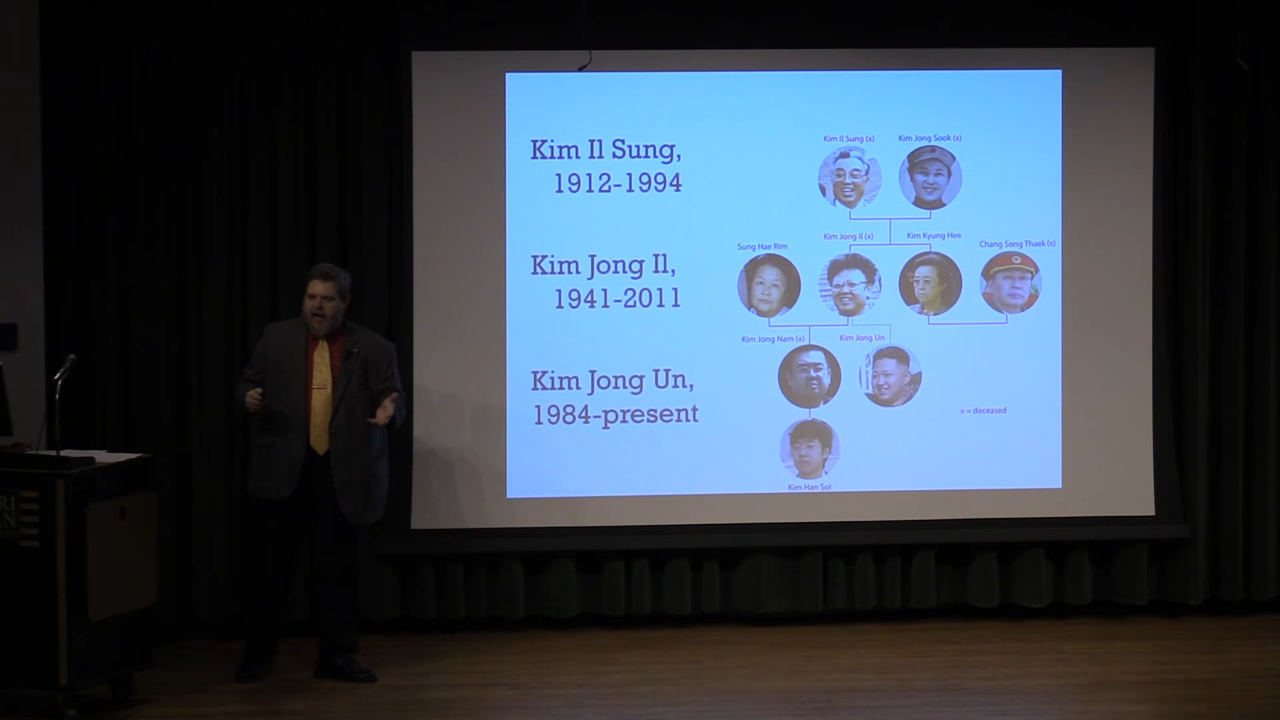 Kim Il Sung,
1912-1994
Kim Jong Il,
1941-2011
Kim Jong Un,
1984-present
Kim Il Sung (x)
Kim Jong Sook (x)
Sung Hae Rim
Kim Jong Il (x)
Kim Kyung Hee
Chang Song Thaek (x)
Kim Jong Nam (x)
Kim Jong Un
x = deceased
Kim Han Sol